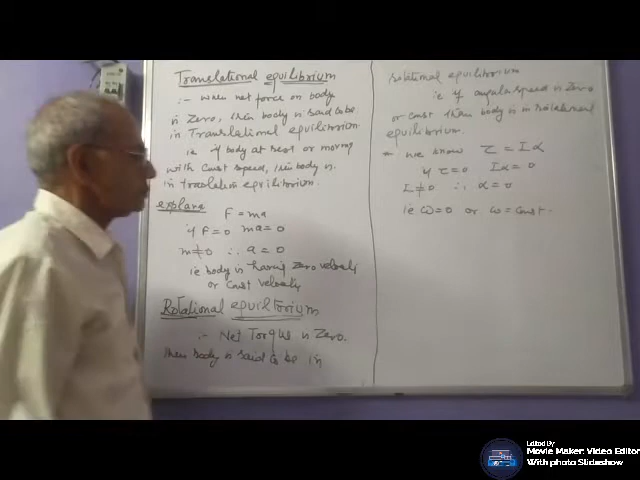 Translational equilibrium
:- when net force on body
is Zero, then body is said to be
in Translational equilibrium
ie if body at rest or moving
with Const speed, then body is
in translation equilibrium.
explana
F = ma
if F = 0 ma = 0
m ≠ 0 ∴ a = 0
ie body is having zero velocity
or Const velocity
Rotational equilibrium
:- Net Torque is Zero.
then body is said to be in
rotational equilibrium
ie if angular speed is Zero
or Const then body is in
equilibrium.
we know τ = Iα
if τ = 0 Iα = 0
I ≠ 0 ∴ α = 0
ie ω = 0 or ω = Const.
Edited By
Movie Maker: Video Editor
With photo Slideshow